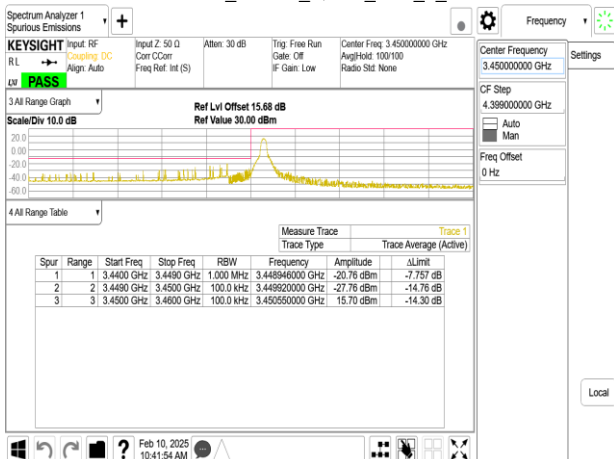 Spectrum Analyzer 1
Spurious Emissions
Frequency
KEYSIGHT
RL
PASS
Input: RF
Coupling: DC
Align: Auto
Input Z: 50 Ω
Corr CCorr
Freq Ref: Int (S)
Atten: 30 dB
Trig: Free Run
Gate: Off
IF Gain: Low
Center Freq: 3.450000000 GHz
Avg|Hold: 100/100
Radio Std: None
Center Frequency
3.450000000 GHz
Settings
CF Step
4.399000000 GHz
Auto
Man
Freq Offset
0 Hz
3 All Range Graph
Scale/Div 10.0 dB
Ref Lvl Offset 15.68 dB
Ref Value 30.00 dBm
20.0
0.00
-20.0
-40.0
-60.0
4 All Range Table
Measure Trace Trace 1
Trace Type Trace Average (Active)
Spur Range Start Freq Stop Freq RBW Frequency Amplitude ΔLimit
1 1 3.4400 GHz 3.4490 GHz 1.000 MHz 3.448946000 GHz -20.76 dBm -7.757 dB
2 2 3.4490 GHz 3.4500 GHz 100.0 kHz 3.449920000 GHz -27.76 dBm -14.76 dB
3 3 3.4500 GHz 3.4600 GHz 100.0 kHz 3.450550000 GHz 15.70 dBm -14.30 dB
Local
Feb 10, 2025
10:41:54 AM